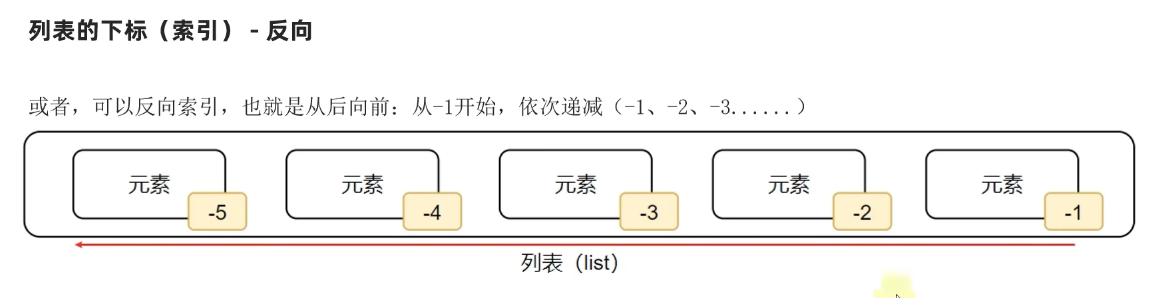 列表的下标（索引） - 反向
或者，可以反向索引，也就是从后向前：从-1开始，依次递减（-1、-2、-3......）
元素 元素 元素 元素 元素
-5 -4 -3 -2 -1
列表（list）